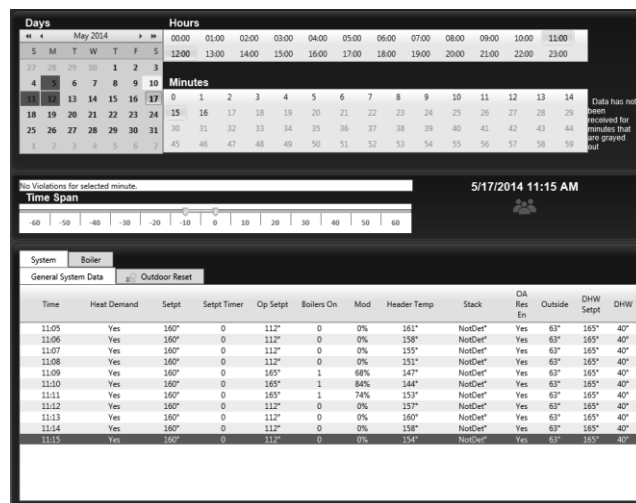 Days
May 2014
S M T W T F S
27 28 29 30 1 2 3
4 5 6 7 8 9 10
11 12 13 14 15 16 17
18 19 20 21 22 23 24
25 26 27 28 29 30 31
1 2 3 4 5 6 7
Hours
00:00 01:00 02:00 03:00 04:00 05:00 06:00 07:00 08:00 09:00 10:00 11:00
12:00 13:00 14:00 15:00 16:00 17:00 18:00 19:00 20:00 21:00 22:00 23:00
Minutes
0 1 2 3 4 5 6 7 8 9 10 11 12 13 14
15 16 17 18 19 20 21 22 23 24 25 26 27 28 29
30 31 32 33 34 35 36 37 38 39 40 41 42 43 44
45 46 47 48 49 50 51 52 53 54 55 56 57 58 59
Data has not
been
received for
minutes that
are grayed
out
No Violations for selected minute.
Time Span
-60 -50 -40 -30 -20 -10 0 10 20 30 40 50 60
5/17/2014 11:15 AM
System Boiler
General System Data Outdoor Reset
Time Heat Demand Setpt Setpt Timer Op Setpt Boilers On Mod Header Temp Stack OA Res En Outside DHW Setpt DHW
11:05 Yes 160° 0 112° 0 0% 161° NotDet° Yes 63° 165° 40°
11:06 Yes 160° 0 112° 0 0% 158° NotDet° Yes 63° 165° 40°
11:07 Yes 160° 0 112° 0 0% 155° NotDet° Yes 63° 165° 40°
11:08 Yes 160° 0 112° 0 0% 151° NotDet° Yes 63° 165° 40°
11:09 Yes 160° 0 165° 1 68% 147° NotDet° Yes 63° 165° 40°
11:10 Yes 160° 0 165° 1 84% 144° NotDet° Yes 63° 165° 40°
11:11 Yes 160° 0 165° 1 74% 153° NotDet° Yes 63° 165° 40°
11:12 Yes 160° 0 112° 0 0% 157° NotDet° Yes 63° 165° 40°
11:13 Yes 160° 0 112° 0 0% 160° NotDet° Yes 63° 165° 40°
11:14 Yes 160° 0 112° 0 0% 158° NotDet° Yes 63° 165° 40°
11:15 Yes 160° 0 112° 0 0% 154° NotDet° Yes 63° 165° 40°